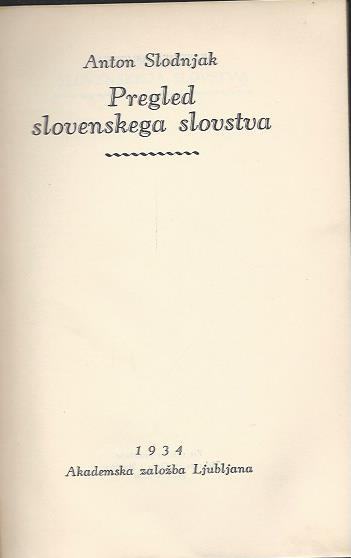 Anton Slodnjak
Pregled
slovenskega slovstva
1934
Akademska založba Ljubljana